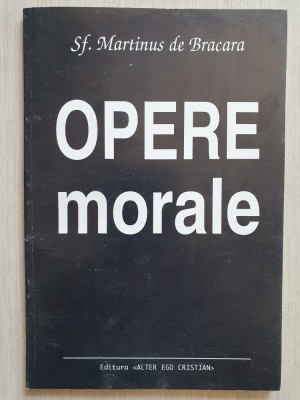 Sf. Martinus de Bracara
OPERE
morale
Editura <ALTER EGO CRISTIAN>